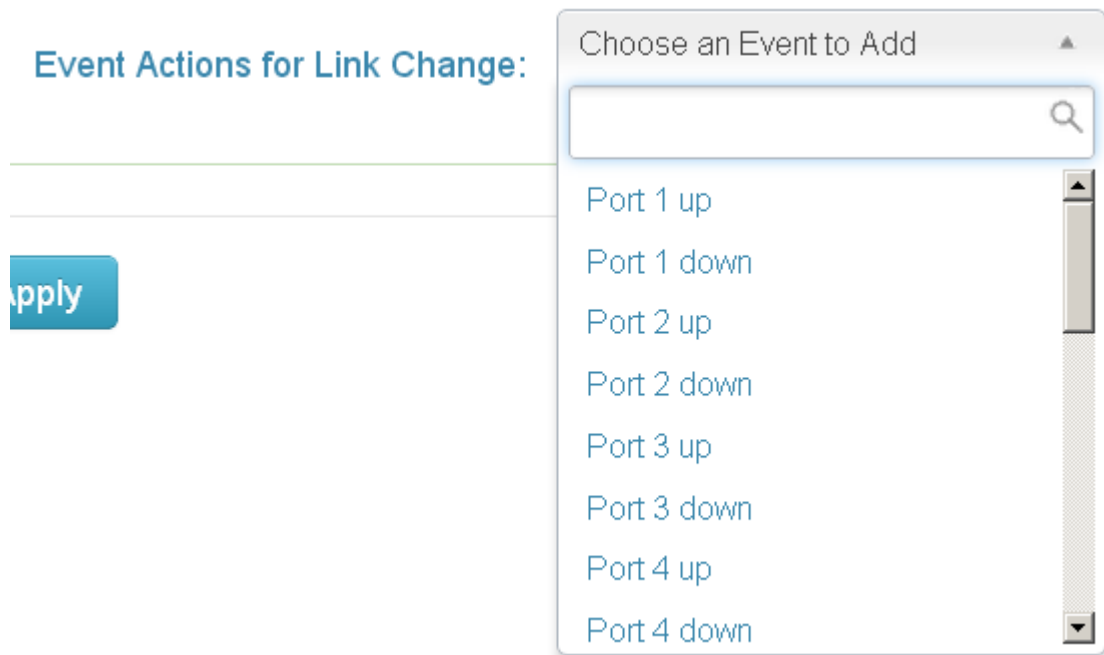 Choose an Event to Add
Event Actions for Link Change:
Port 1 up
Port 1 down
Apply
Port 2 up
Port 2 down
Port 3 up
Port 3 down
Port 4 up
Port 4 down